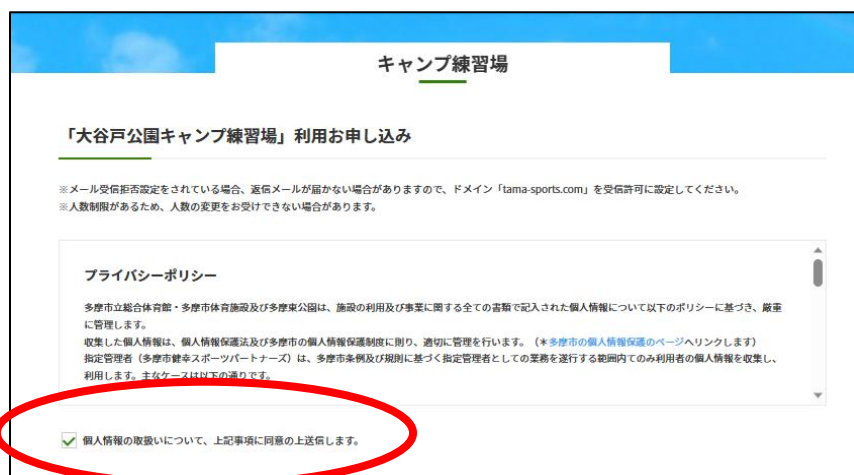 キャンプ練習場
「大谷戸公園キャンプ練習場」利用お申し込み
※メール受信拒否設定をされている場合、返信メールが届かない場合がありますので、ドメイン「tama-sports.com」を受信許可に設定してください。
※人数制限があるため、人数の変更をお受けできない場合があります。
プライバシーポリシー
多摩市立総合体育館・多摩市体育施設及び多摩東公園は、施設の利用及び事業に関する全ての書類で記入された個人情報について以下のポリシーに基づき、厳重
に管理します。
収集した個人情報は、個人情報保護法及び多摩市の個人情報保護制度に則り、適切に管理を行います。（＊多摩市の個人情報保護のページへリンクします）
指定管理者（多摩市健幸スポーツパートナーズ）は、多摩市条例及び規則に基づく指定管理者としての業務を遂行する範囲内でのみ利用者の個人情報を収集し、
利用します。主なケースは以下の通りです。
個人情報の取扱いについて、上記事項に同意の上送信します。